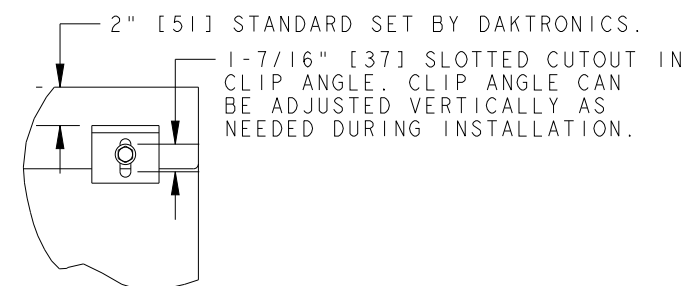 2" [51] STANDARD SET BY DAKTRONICS.
1-7/16" [37] SLOTTED CUTOUT IN
CLIP ANGLE. CLIP ANGLE CAN
BE ADJUSTED VERTICALLY AS
NEEDED DURING INSTALLATION.